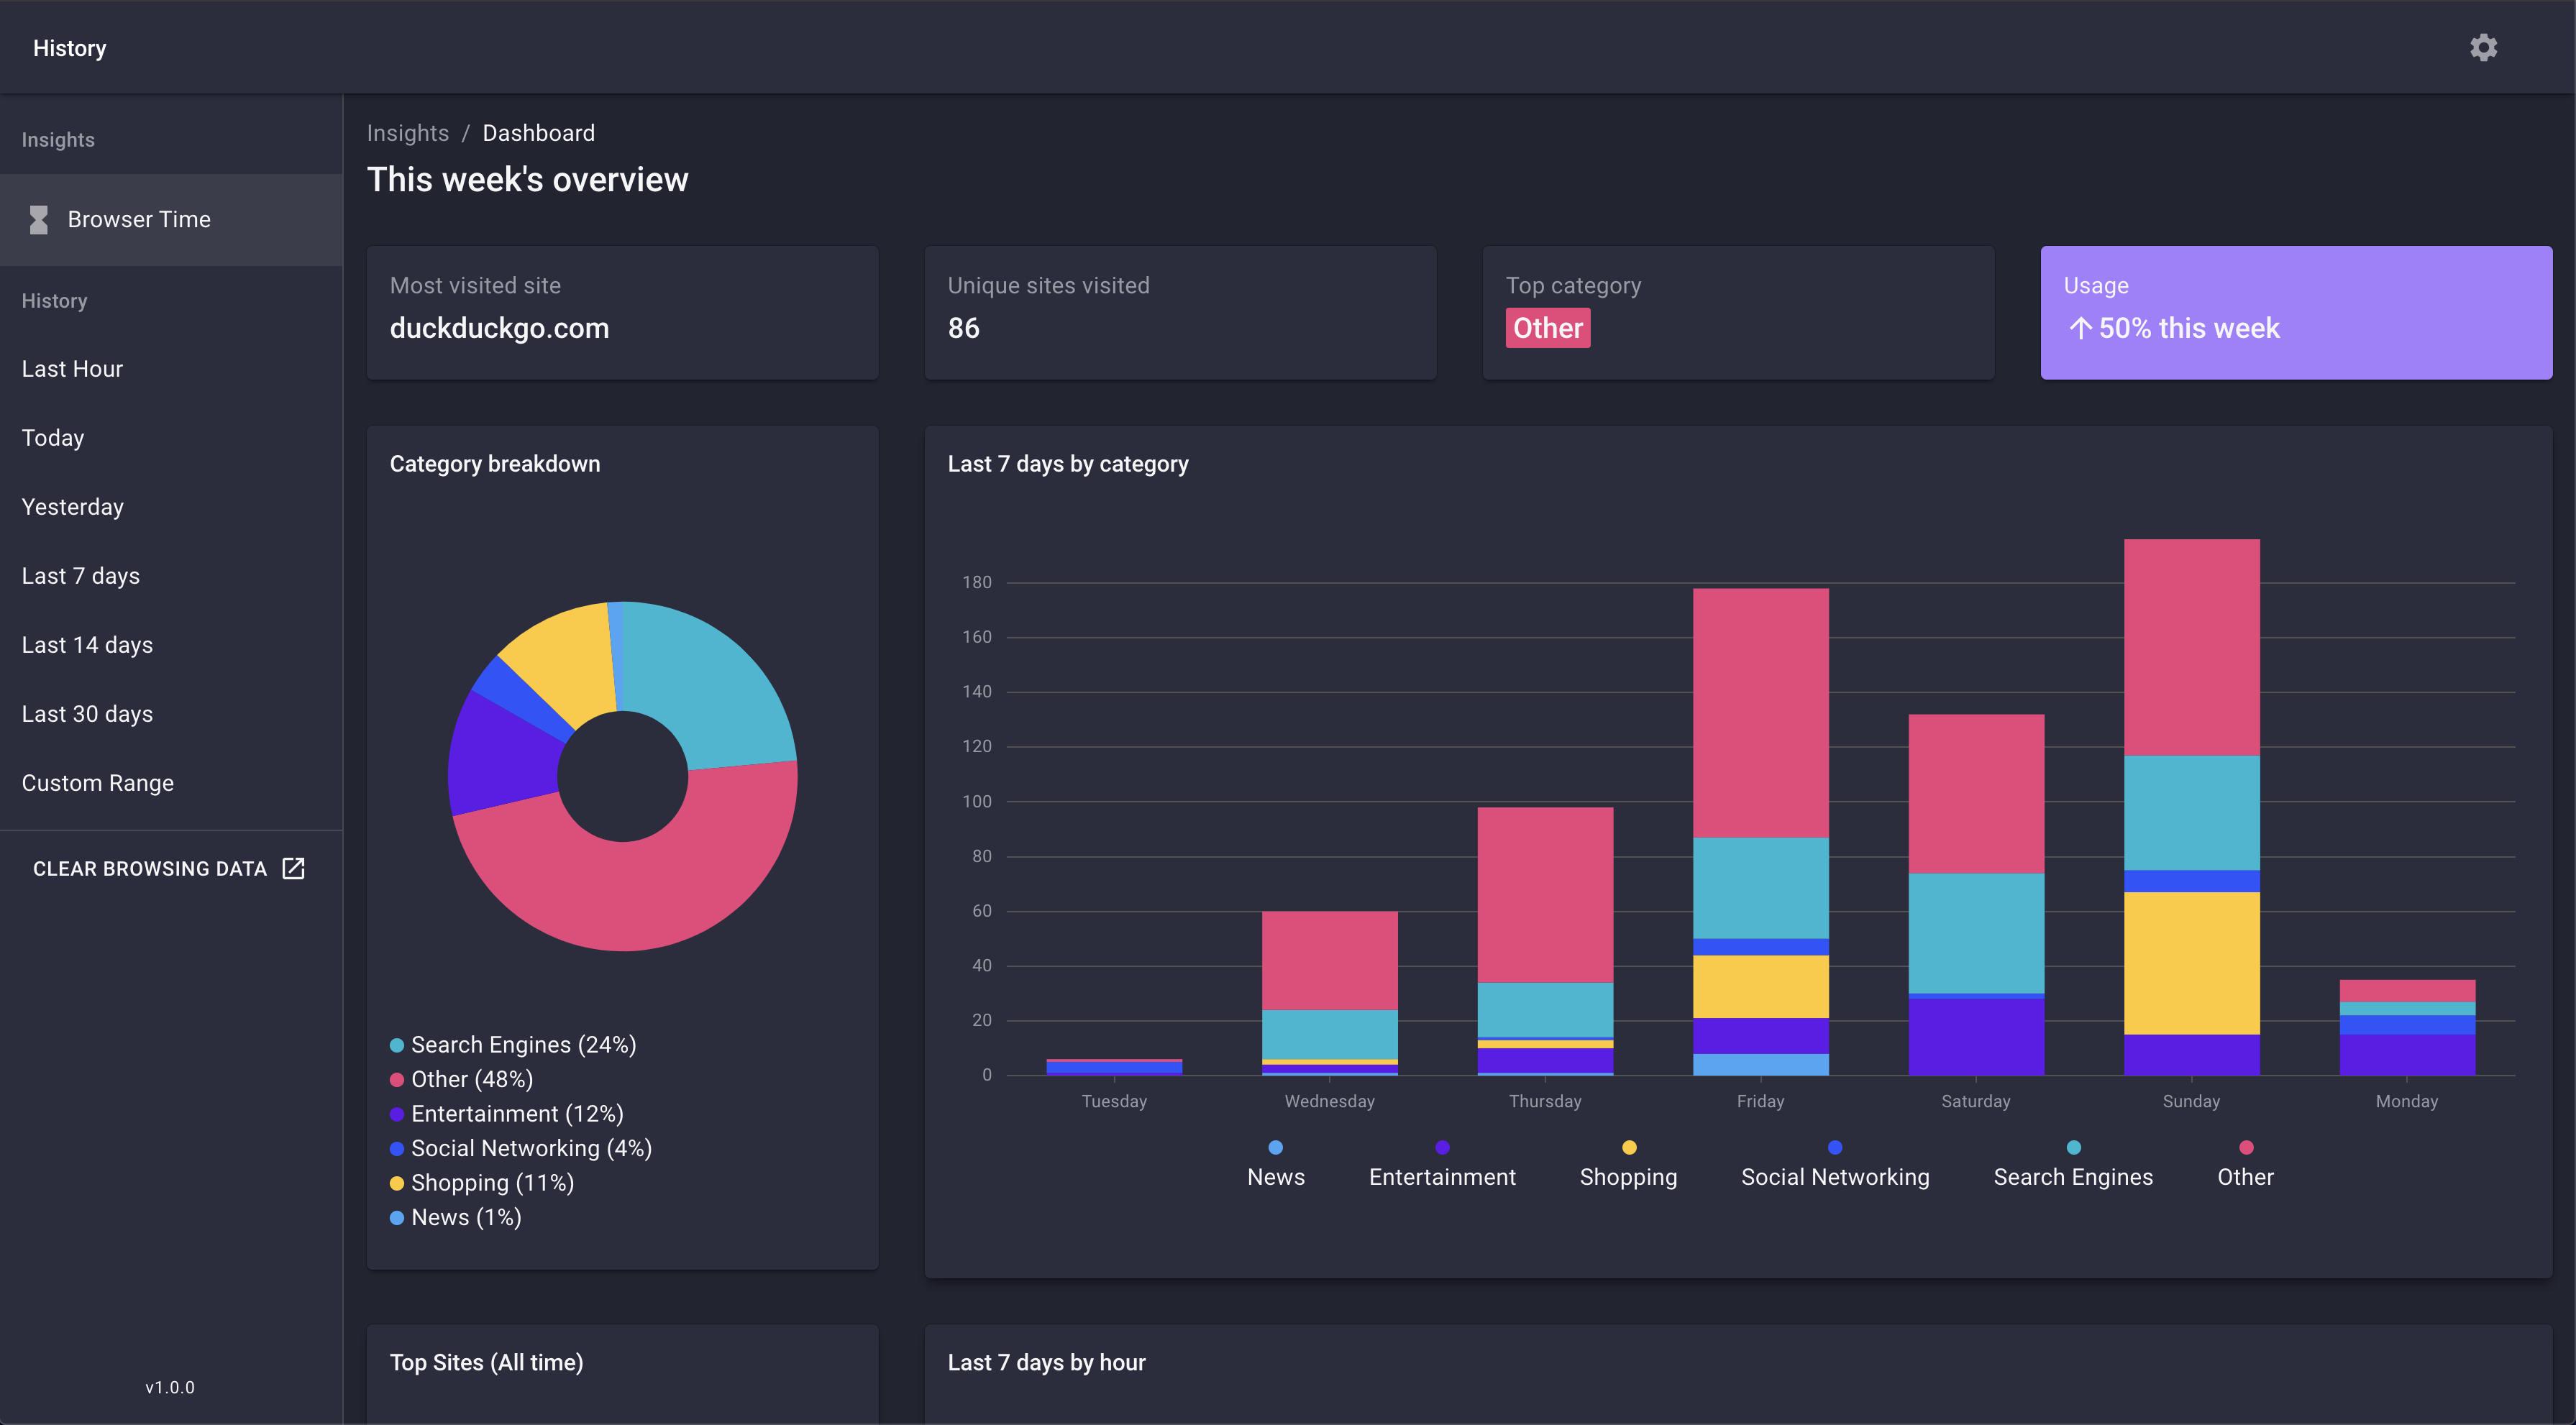 History
Insights
Browser Time
History
Last Hour
Today
Yesterday
Last 7 days
Last 14 days
Last 30 days
Custom Range
CLEAR BROWSING DATA
v1.0.0
Insights / Dashboard
This week's overview
Most visited site
duckduckgo.com
Unique sites visited
86
Top category
Other
Usage
↑ 50% this week
Category breakdown
Search Engines (24%)
Other (48%)
Entertainment (12%)
Social Networking (4%)
Shopping (11%)
News (1%)
Last 7 days by category
180
160
140
120
100
80
60
40
20
0
Tuesday Wednesday Thursday Friday Saturday Sunday Monday
News Entertainment Shopping Social Networking Search Engines Other
Top Sites (All time)
Last 7 days by hour